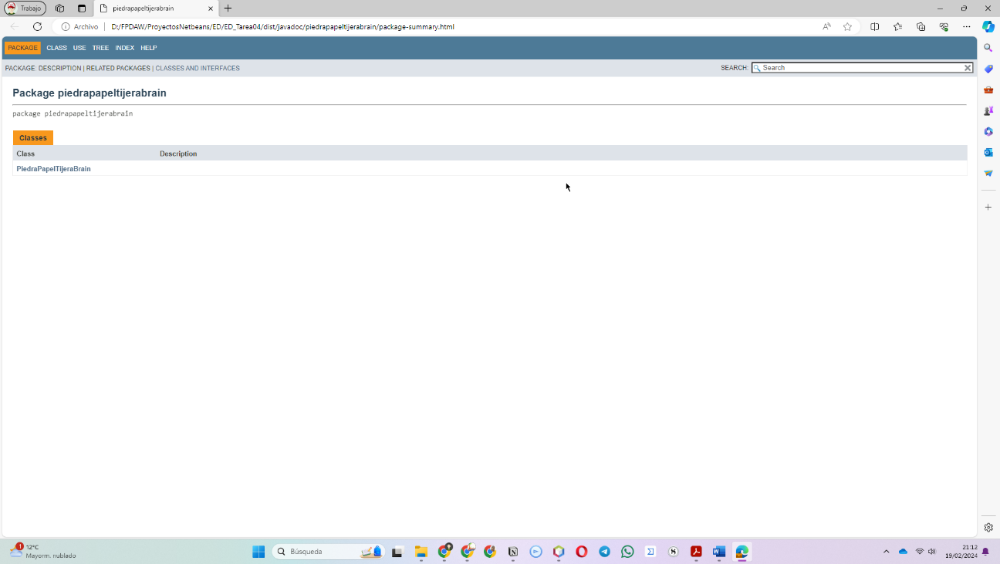 Trabajo
piedrapapeltijerabrain
Archivo
D:/FPDAW/ProyectosNetbeans/ED/ED_Tarea04/dist/javadoc/piedrapapeltijerabrain/package-summary.html
PACKAGE CLASS USE TREE INDEX HELP
PACKAGE: DESCRIPTION | RELATED PACKAGES | CLASSES AND INTERFACES
SEARCH: Search
Package piedrapapeltijerabrain
package piedrapapeltijerabrain
Classes
Class Description
PiedraPapelTijeraBrain
1
12°C
Mayorm. nublado
Búsqueda
21:12
19/02/2024